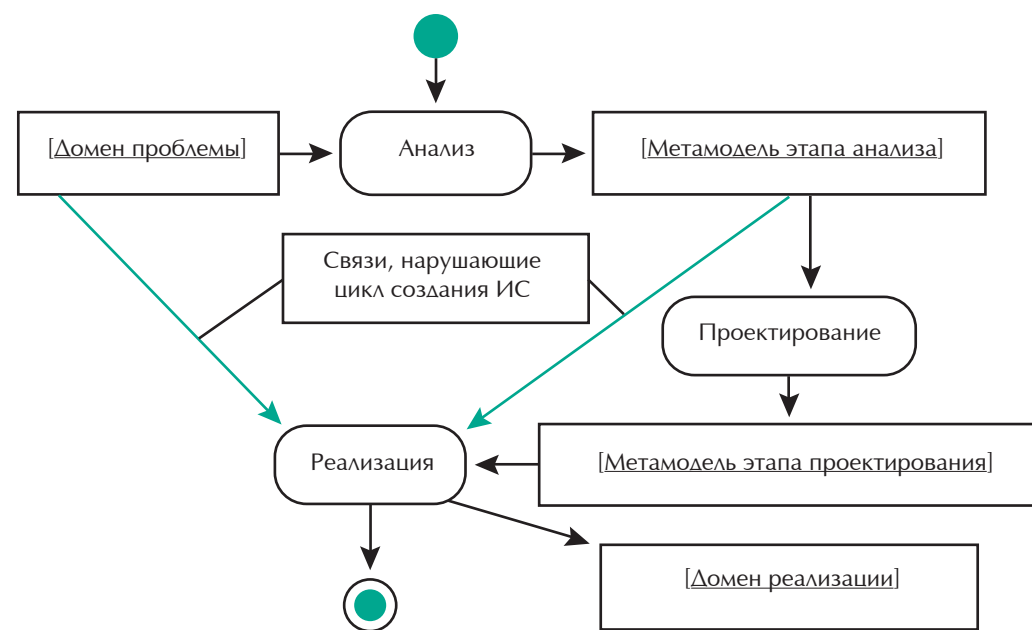 [Домен проблемы]
Анализ
[Метамодель этапа анализа]
Связи, нарушающие
цикл создания ИС
Проектирование
Реализация
[Метамодель этапа проектирования]
[Домен реализации]